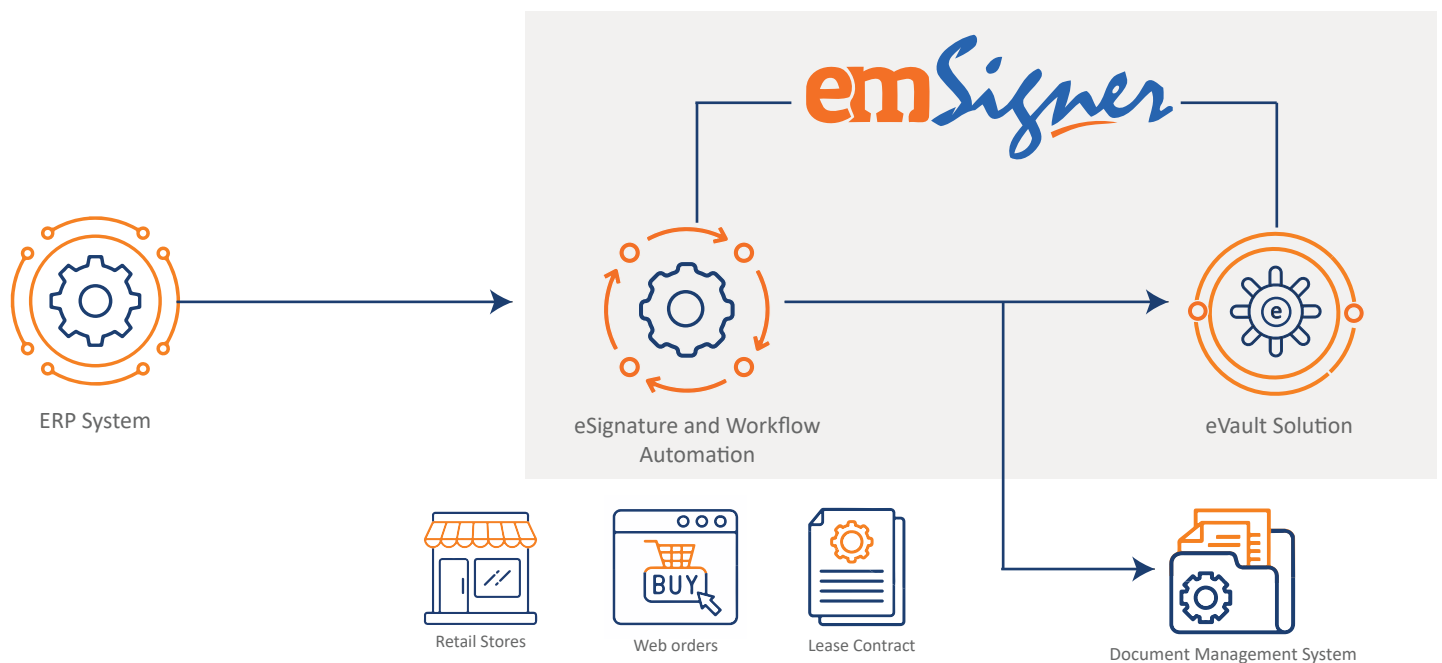 emSigner
e
ERP System
eSignature and Workflow
Automation
eVault Solution
BUY
Retail Stores
Web orders
Lease Contract
Document Management System